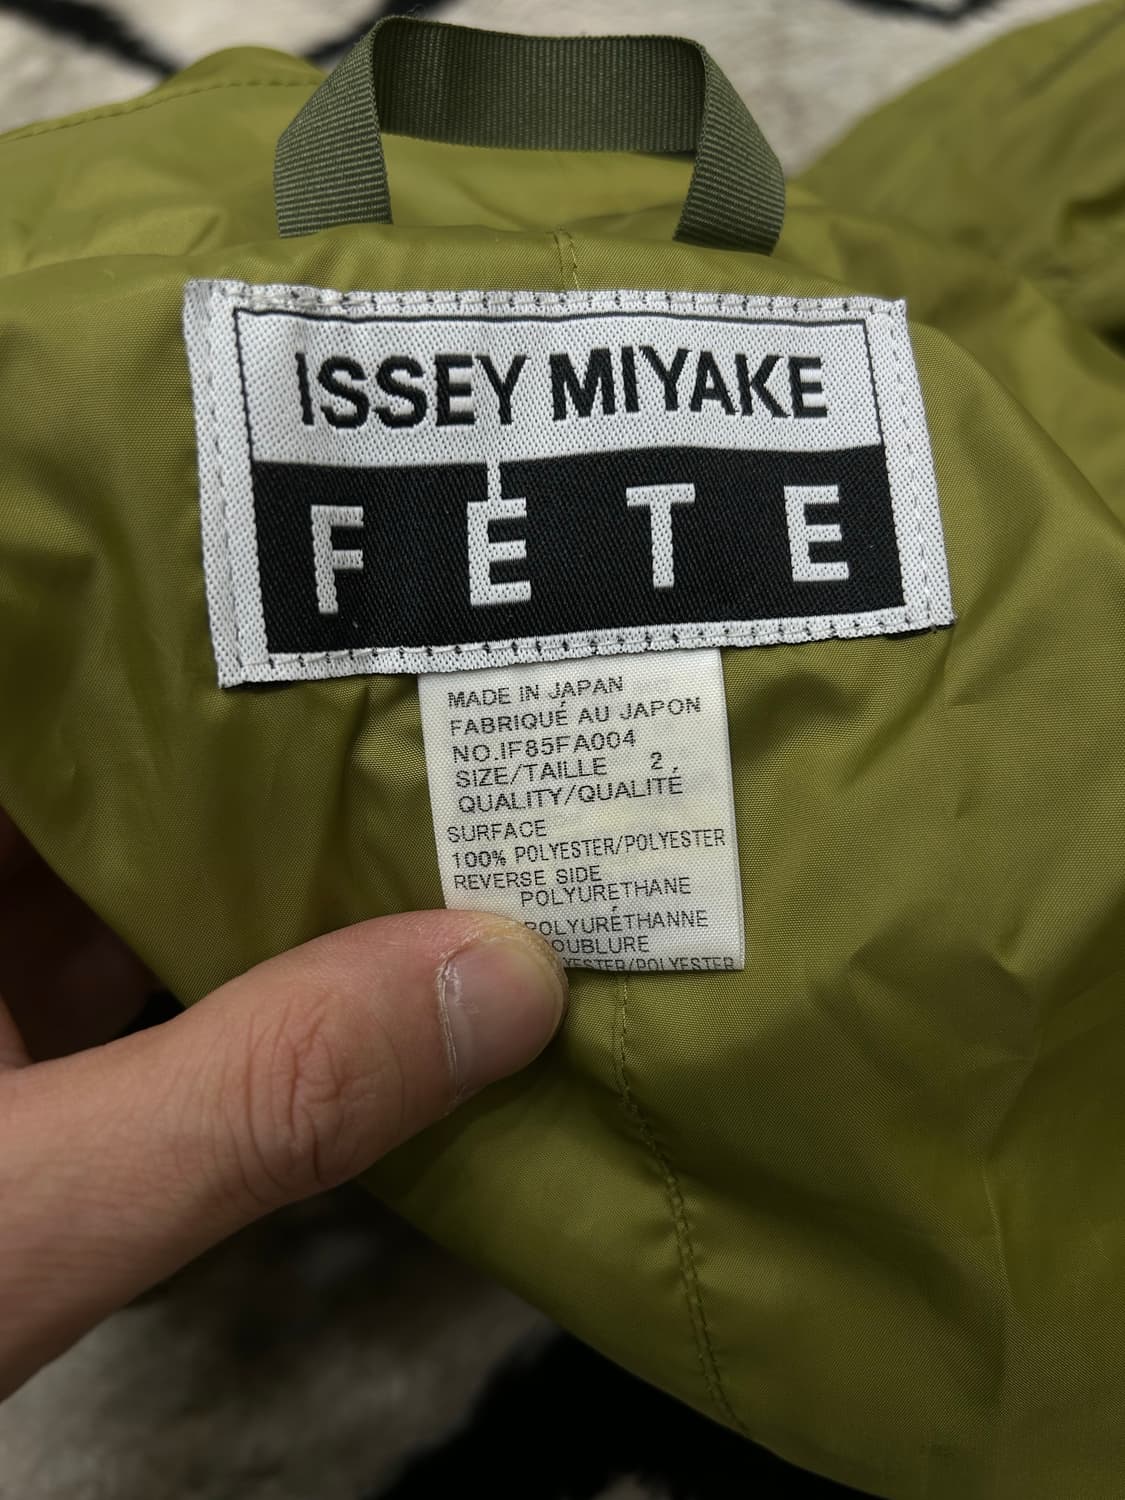 ISSEY MIYAKE
FÊTE
MADE IN JAPAN
FABRIQUÉ AU JAPON
NO.IF85FA004
SIZE/TAILLE 2
QUALITY/QUALITÉ
SURFACE
100% POLYESTER/POLYESTER
REVERSE SIDE
POLYURETHANE
POLYURÉTHANNE